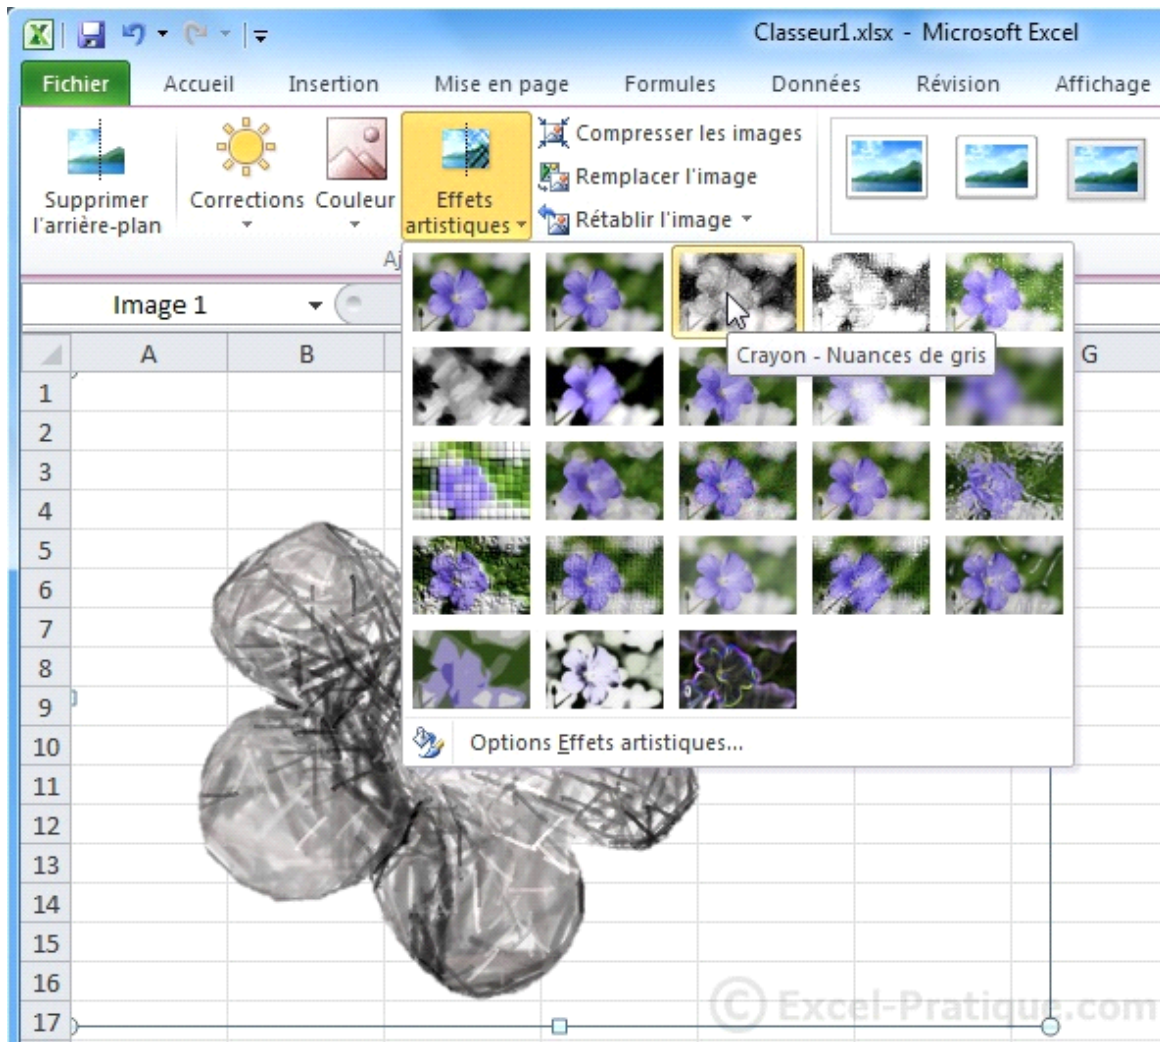 Classeur1.xlsx - Microsoft Excel
Fichier Accueil Insertion Mise en page Formules Données Révision Affichage
Supprimer
l'arrière-plan
Corrections
Couleur
Effets
artistiques
Compresser les images
Remplacer l'image
Rétablir l'image
Aj
Image 1
Crayon - Nuances de gris
A B G
1
2
3
4
5
6
7
8
9
10
11
12
13
14
15
16
17
Options Effets artistiques...
© Excel-Pratique.com